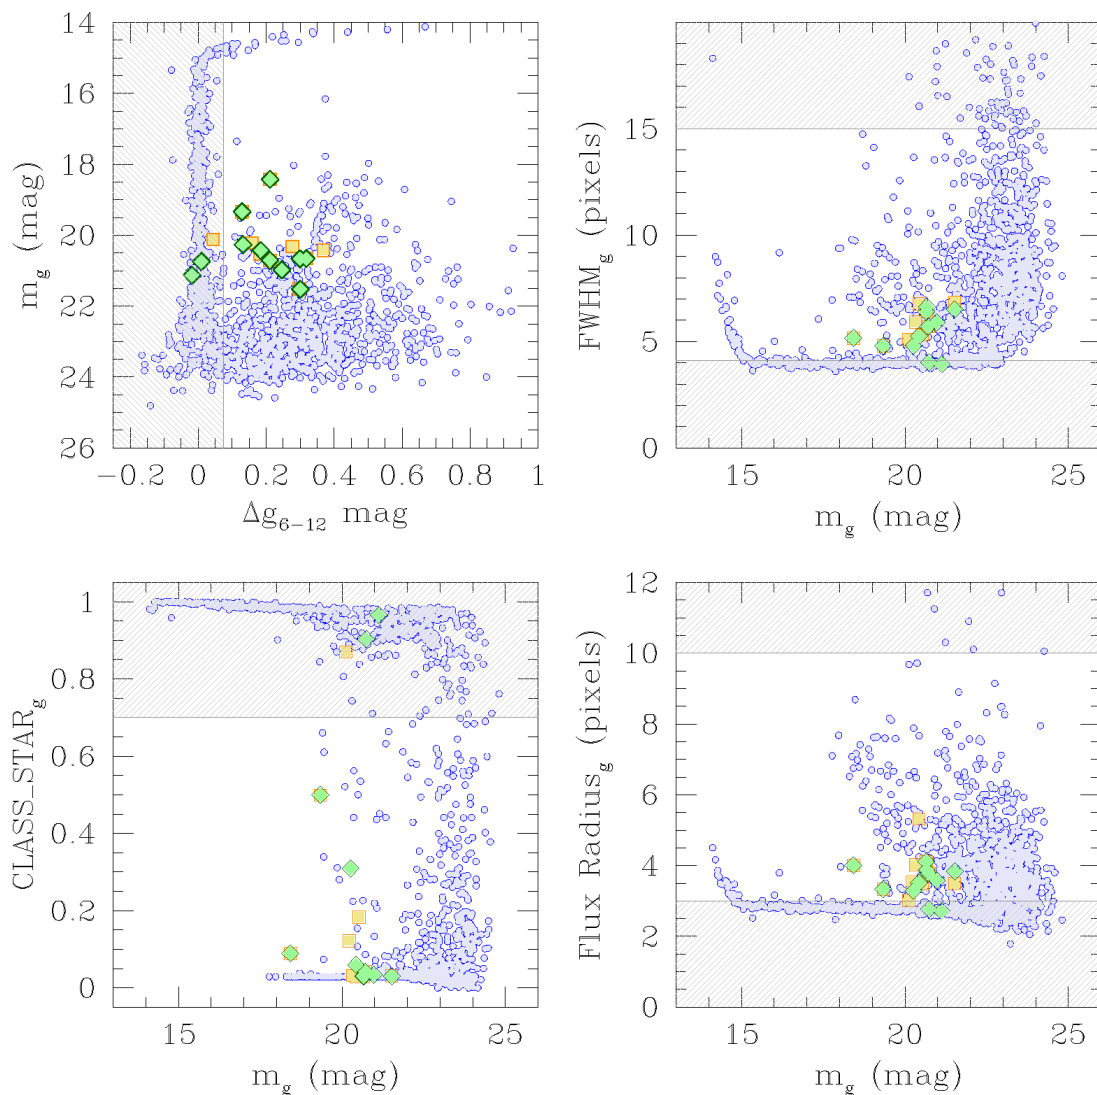 14
16
18
20
22
24
26
m_g (mag)
−0.2 0 0.2 0.4 0.6 0.8 1
Δg_6−12 mag
15
10
5
0
FWHM_g (pixels)
15 20 25
m_g (mag)
1
0.8
0.6
0.4
0.2
0
CLASS_STAR_g
15 20 25
m_g (mag)
12
10
8
6
4
2
0
Flux Radius_g (pixels)
15 20 25
m_g (mag)